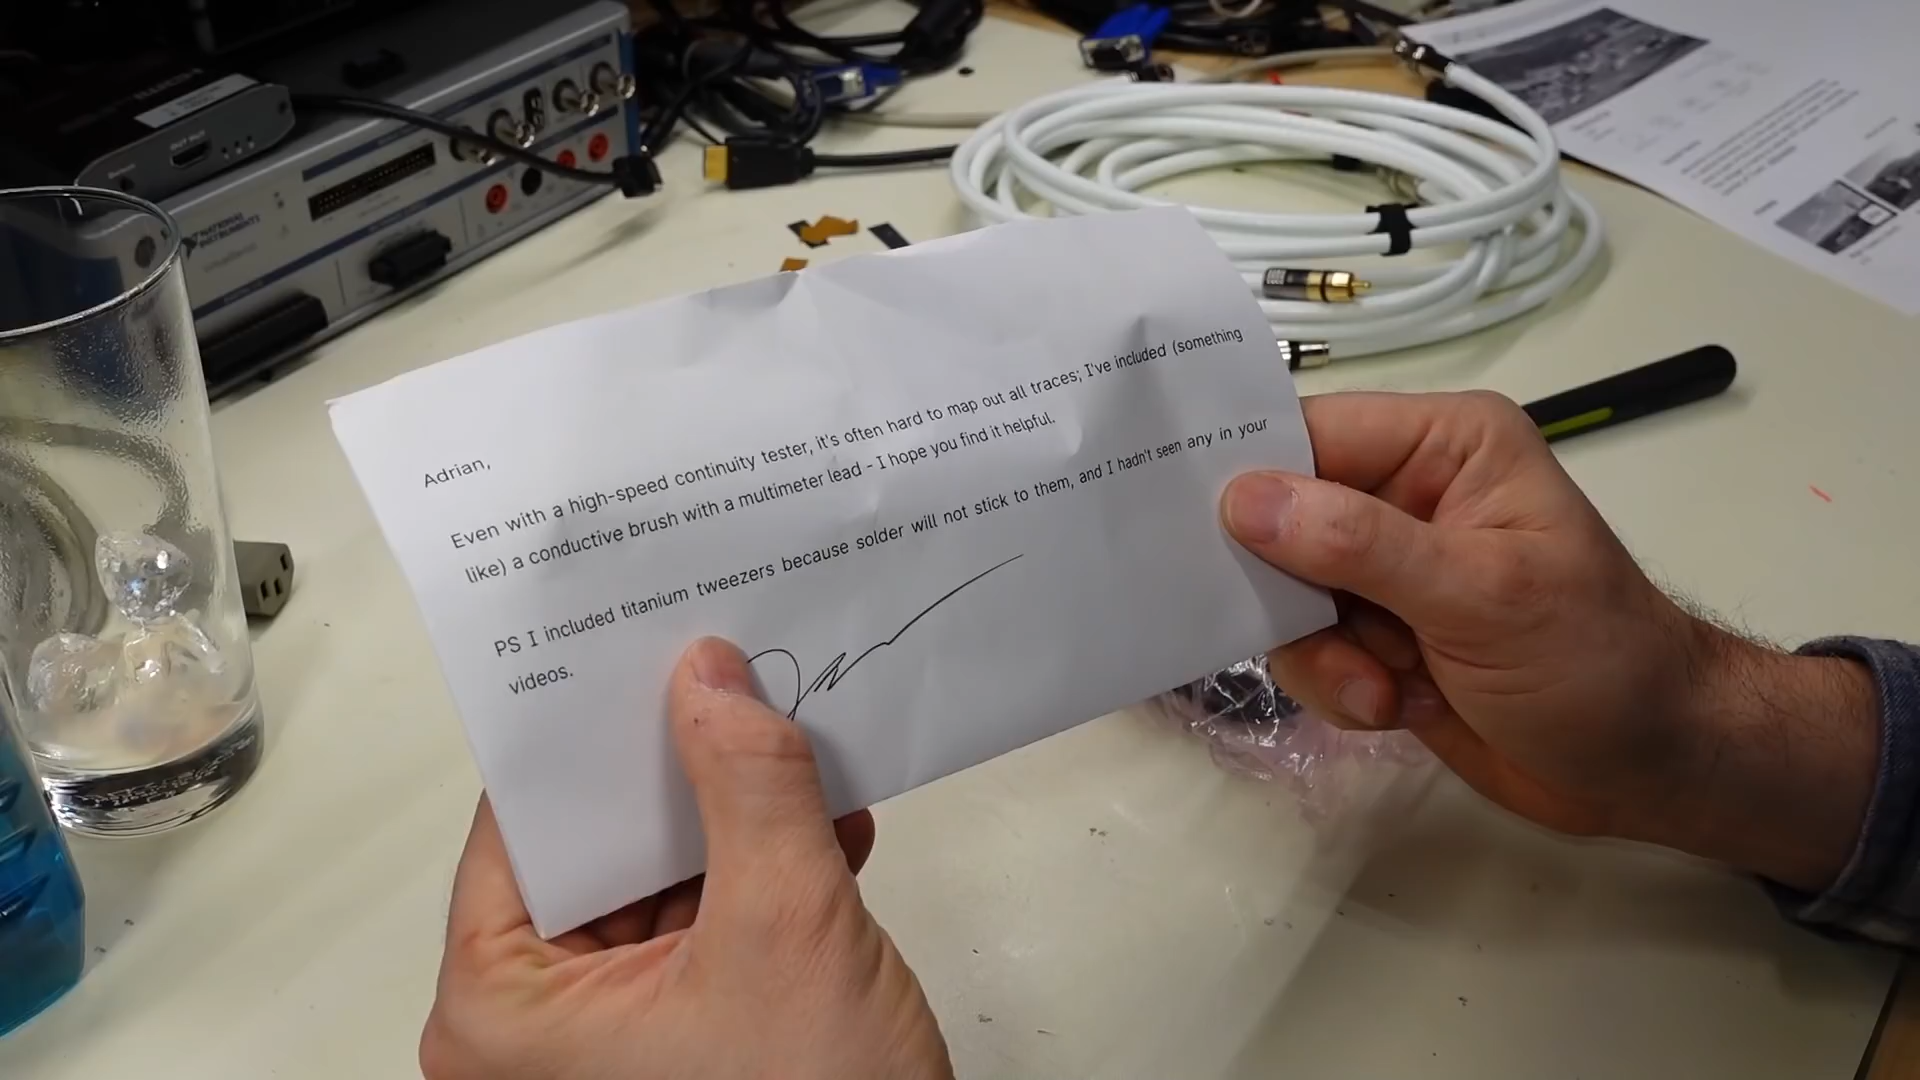 Adrian,
Even with a high-speed continuity tester, it's often hard to map out all traces; I've included (something
like) a conductive brush with a multimeter lead - I hope you find it helpful.
PS I included titanium tweezers because solder will not stick to them, and I hadn't seen any in your
videos.
NATIONAL
INSTRUMENTS